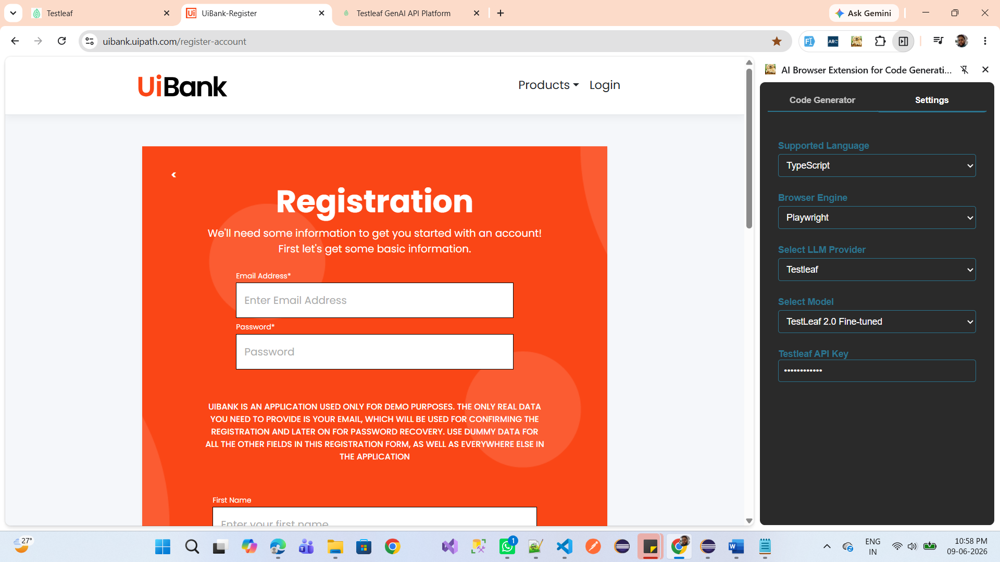 Testleaf
UiBank-Register
Testleaf GenAI API Platform
Ask Gemini
uibank.uipath.com/register-account
ARC
UiBank
Products
Login
Registration
We'll need some information to get you started with an account!
First let's get some basic information.
Email Address*
Enter Email Address
Password*
Password
UIBANK IS AN APPLICATION USED ONLY FOR DEMO PURPOSES. THE ONLY REAL DATA
YOU NEED TO PROVIDE IS YOUR EMAIL, WHICH WILL BE USED FOR CONFIRMING THE
REGISTRATION AND LATER ON FOR PASSWORD RECOVERY. USE DUMMY DATA FOR
ALL THE OTHER FIELDS IN THIS REGISTRATION FORM, AS WELL AS EVERYWHERE ELSE IN
THE APPLICATION
First Name
Enter your first name
AI Browser Extension for Code Generati...
Code Generator
Settings
Supported Language
TypeScript
Browser Engine
Playwright
Select LLM Provider
Testleaf
Select Model
TestLeaf 2.0 Fine-tuned
Testleaf API Key
••••••••••••
27°
1
ENG
IN
10:58 PM
09-06-2026